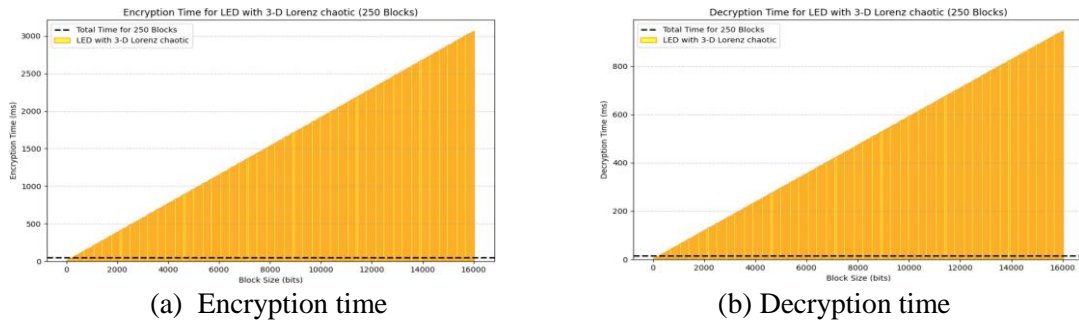 Encryption Time for LED with 3-D Lorenz chaotic (250 Blocks)
Total Time for 250 Blocks
LED with 3-D Lorenz chaotic
Encryption Time (ms)
3000
2500
2000
1500
1000
500
0
0 2000 4000 6000 8000 10000 12000 14000 16000
Block Size (bits)
(a) Encryption time
Decryption Time for LED with 3-D Lorenz chaotic (250 Blocks)
Total Time for 250 Blocks
LED with 3-D Lorenz chaotic
Decryption Time (ms)
800
600
400
200
0
0 2000 4000 6000 8000 10000 12000 14000 16000
Block Size (bits)
(b) Decryption time